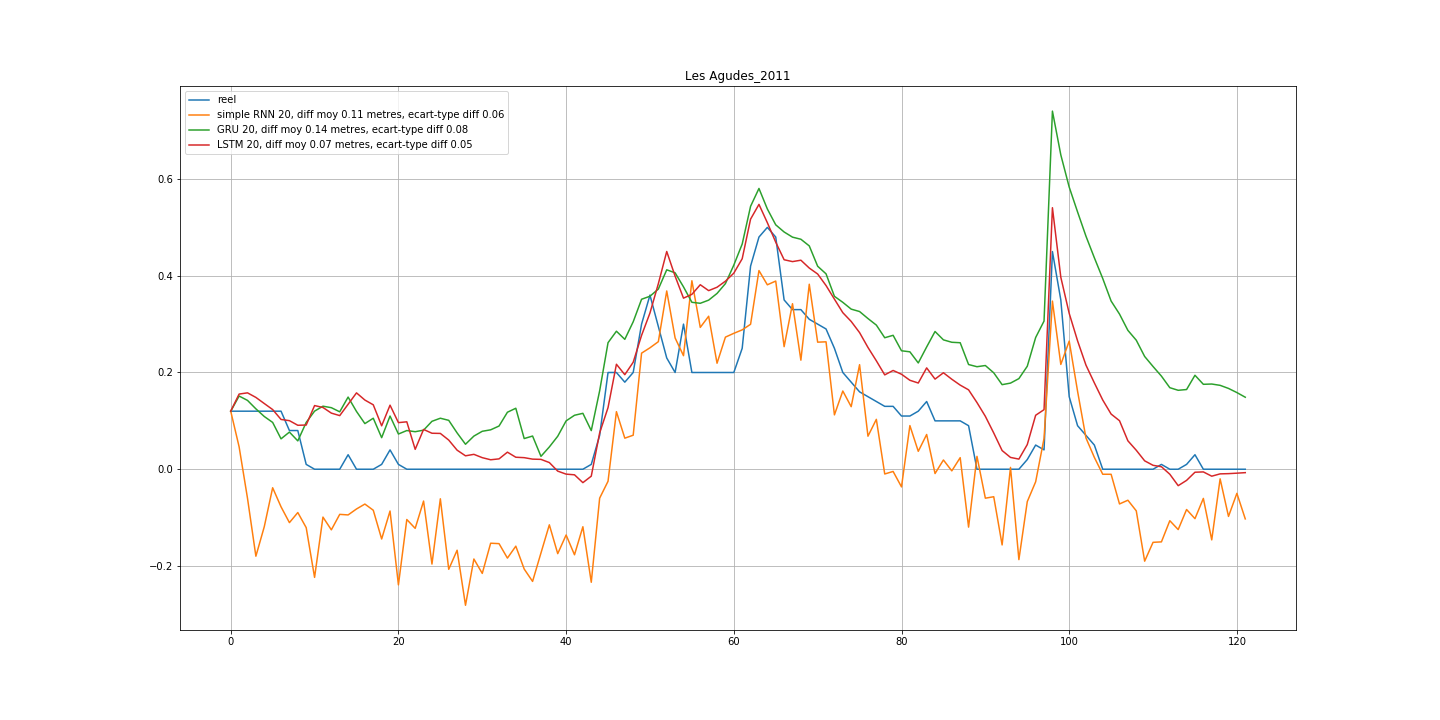 Les Agudes_2011
reel
simple RNN 20, diff moy 0.11 metres, ecart-type diff 0.06
GRU 20, diff moy 0.14 metres, ecart-type diff 0.08
LSTM 20, diff moy 0.07 metres, ecart-type diff 0.05
0.6
0.4
0.2
0.0
−0.2
0 20 40 60 80 100 120